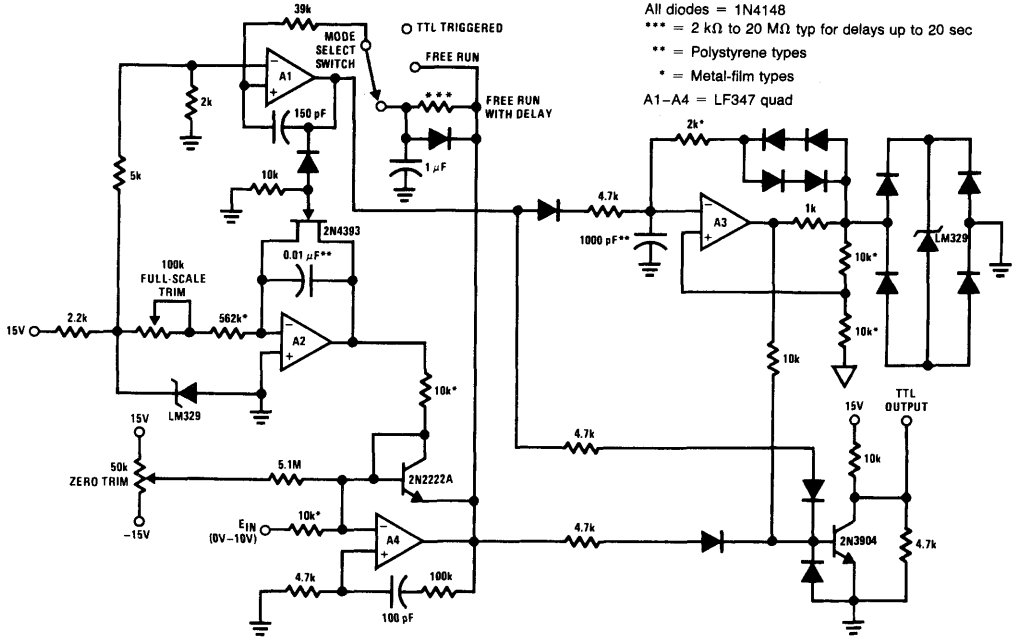 All diodes = 1N4148
*** = 2 kΩ to 20 MΩ typ for delays up to 20 sec
** = Polystyrene types
* = Metal-film types
A1–A4 = LF347 quad
39k
TTL TRIGGERED
MODE
SELECT
SWITCH
FREE RUN
A1
–
+
2k
150 pF
***
FREE RUN
WITH DELAY
1 μF
5k
10k
2N4393
0.01 μF**
100k
FULL-SCALE
TRIM
15V
2.2k
562k*
–
+
A2
LM329
10k*
2k*
4.7k
–
+
A3
1000 pF**
1k
10k*
10k*
LM329
10k
15V
TTL
OUTPUT
15V
50k
ZERO TRIM
–15V
5.1M
2N2222A
4.7k
10k
EIN
(0V–10V)
10k*
–
+
A4
4.7k
2N3904
4.7k
4.7k
100k
100 pF